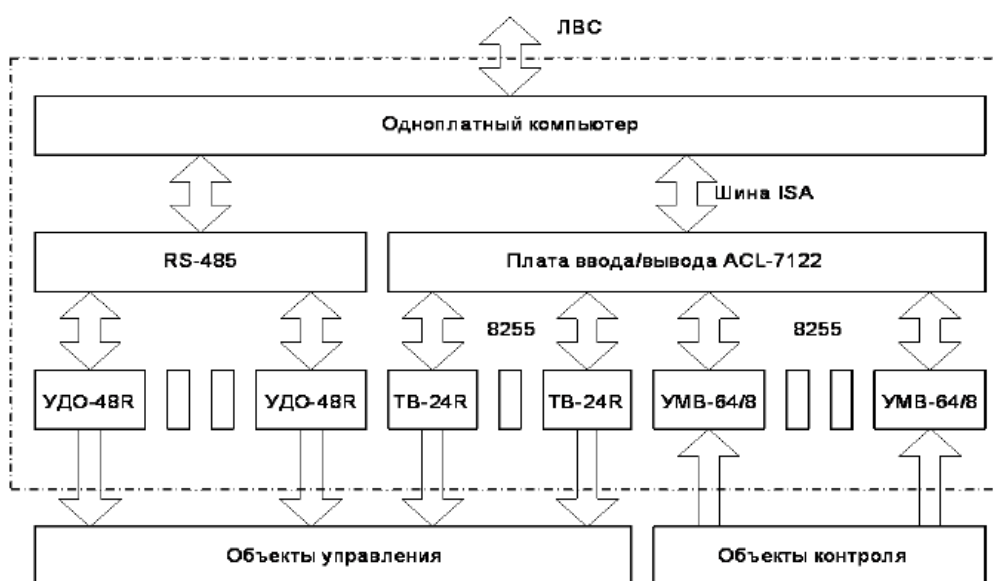 ЛВС
Одноплатный компьютер
Шина ISA
RS-485
Плата ввода/вывода ACL-7122
8255
8255
УДО-48R
УДО-48R
ТВ-24R
ТВ-24R
УМВ-64/8
УМВ-64/8
Объекты управления
Объекты контроля